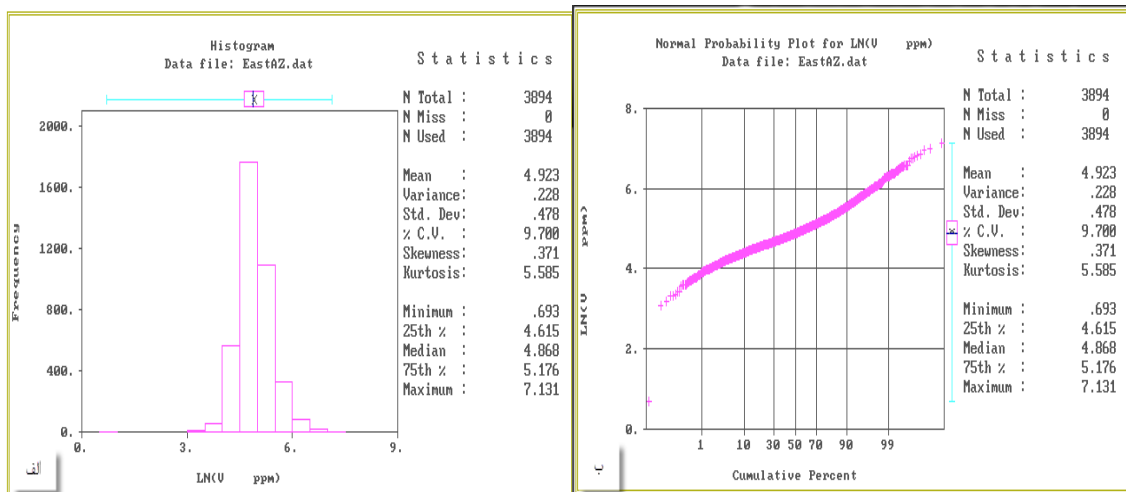 Histogram
Data file: EastAZ.dat
Statistics
N Total : 3894
N Miss : 0
N Used : 3894
Mean : 4.923
Variance: .228
Std. Dev: .478
% C.V. : 9.700
Skewness: .371
Kurtosis: 5.585
Minimum : .693
25th % : 4.615
Median : 4.868
75th % : 5.176
Maximum : 7.131
2000.
1600.
1200.
800.
400.
0.
Frequency
0. 3. 6. 9.
LN(V ppm)
الف
Normal Probability Plot for LN(V ppm)
Data file: EastAZ.dat
Statistics
N Total : 3894
N Miss : 0
N Used : 3894
Mean : 4.923
Variance: .228
Std. Dev: .478
% C.V. : 9.700
Skewness: .371
Kurtosis: 5.585
Minimum : .693
25th % : 4.615
Median : 4.868
75th % : 5.176
Maximum : 7.131
8.
6.
4.
2.
0.
LN(V ppm)
1 10 30 50 70 90 99
Cumulative Percent
ب